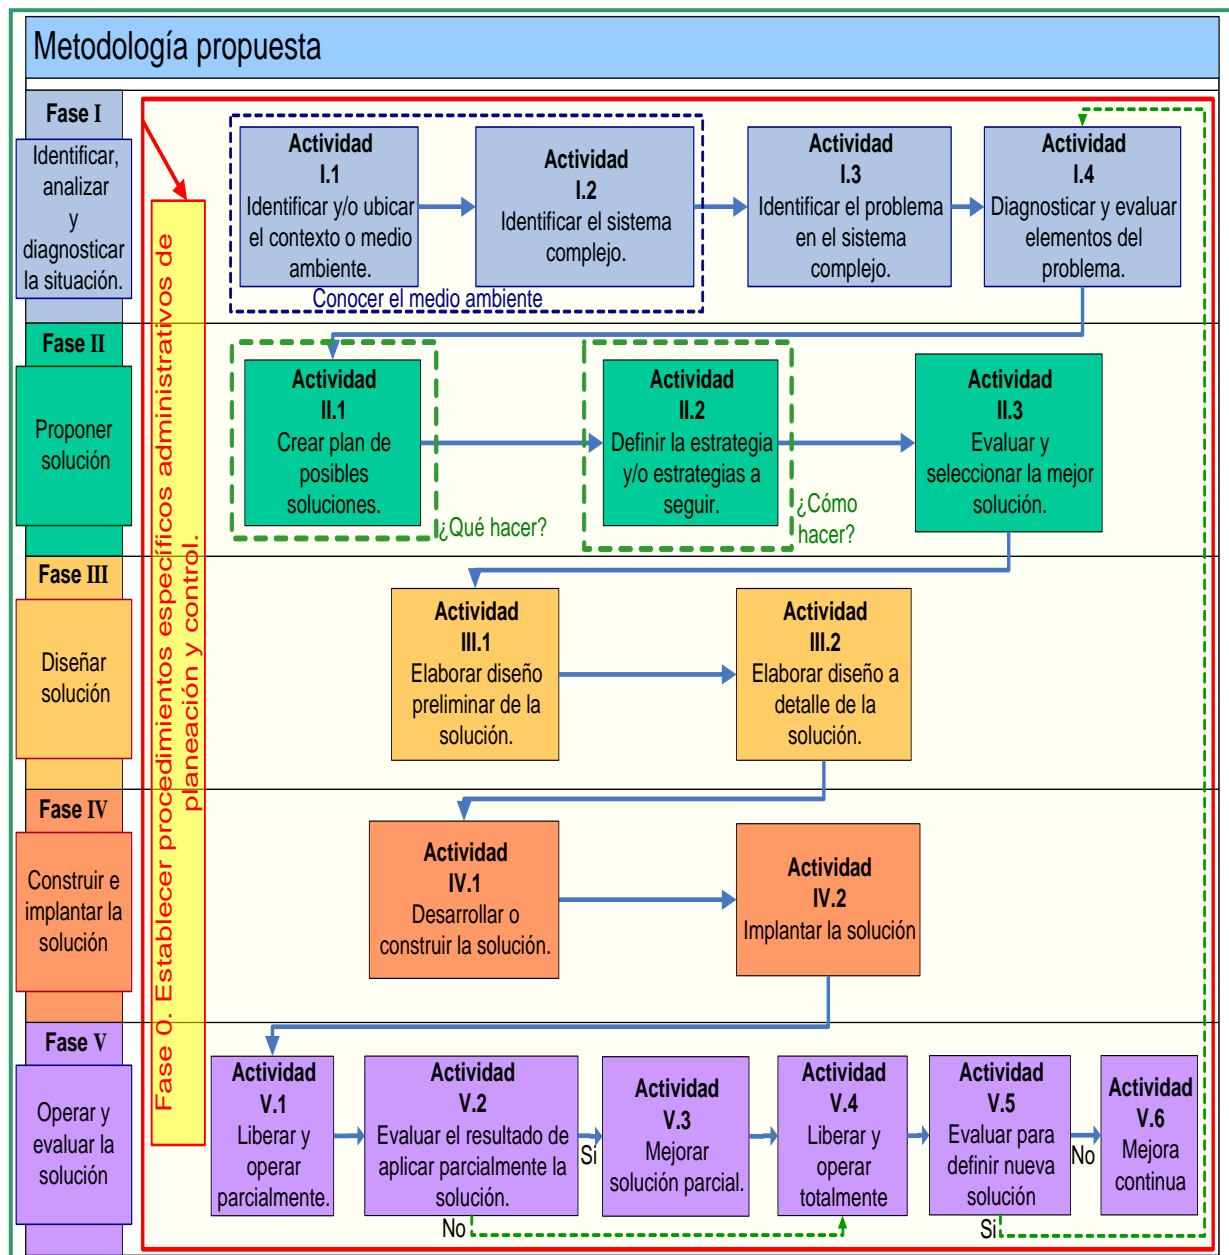 Metodología propuesta
Fase I
Identificar,
analizar
y
diagnosticar
la situación.
Fase 0. Establecer procedimientos específicos administrativos de
planeación y control.
Actividad
I.1
Identificar y/o ubicar
el contexto o medio
ambiente.
Actividad
I.2
Identificar el sistema
complejo.
Conocer el medio ambiente
Actividad
I.3
Identificar el problema
en el sistema
complejo.
Actividad
I.4
Diagnosticar y evaluar
elementos del
problema.
Fase II
Proponer
solución
Actividad
II.1
Crear plan de
posibles
soluciones.
¿Qué hacer?
Actividad
II.2
Definir la estrategia
y/o estrategias a
seguir.
¿Cómo
hacer?
Actividad
II.3
Evaluar y
seleccionar la mejor
solución.
Fase III
Diseñar
solución
Actividad
III.1
Elaborar diseño
preliminar de la
solución.
Actividad
III.2
Elaborar diseño a
detalle de la
solución.
Fase IV
Construir e
implantar la
solución
Actividad
IV.1
Desarrollar o
construir la solución.
Actividad
IV.2
Implantar la solución
Fase V
Operar y
evaluar la
solución
Actividad
V.1
Liberar y
operar
parcialmente.
Actividad
V.2
Evaluar el resultado de
aplicar parcialmente la
solución.
Si
No
Actividad
V.3
Mejorar
solución parcial.
Actividad
V.4
Liberar y
operar
totalmente
Actividad
V.5
Evaluar para
definir nueva
solución
No
Si
Actividad
V.6
Mejora
continua